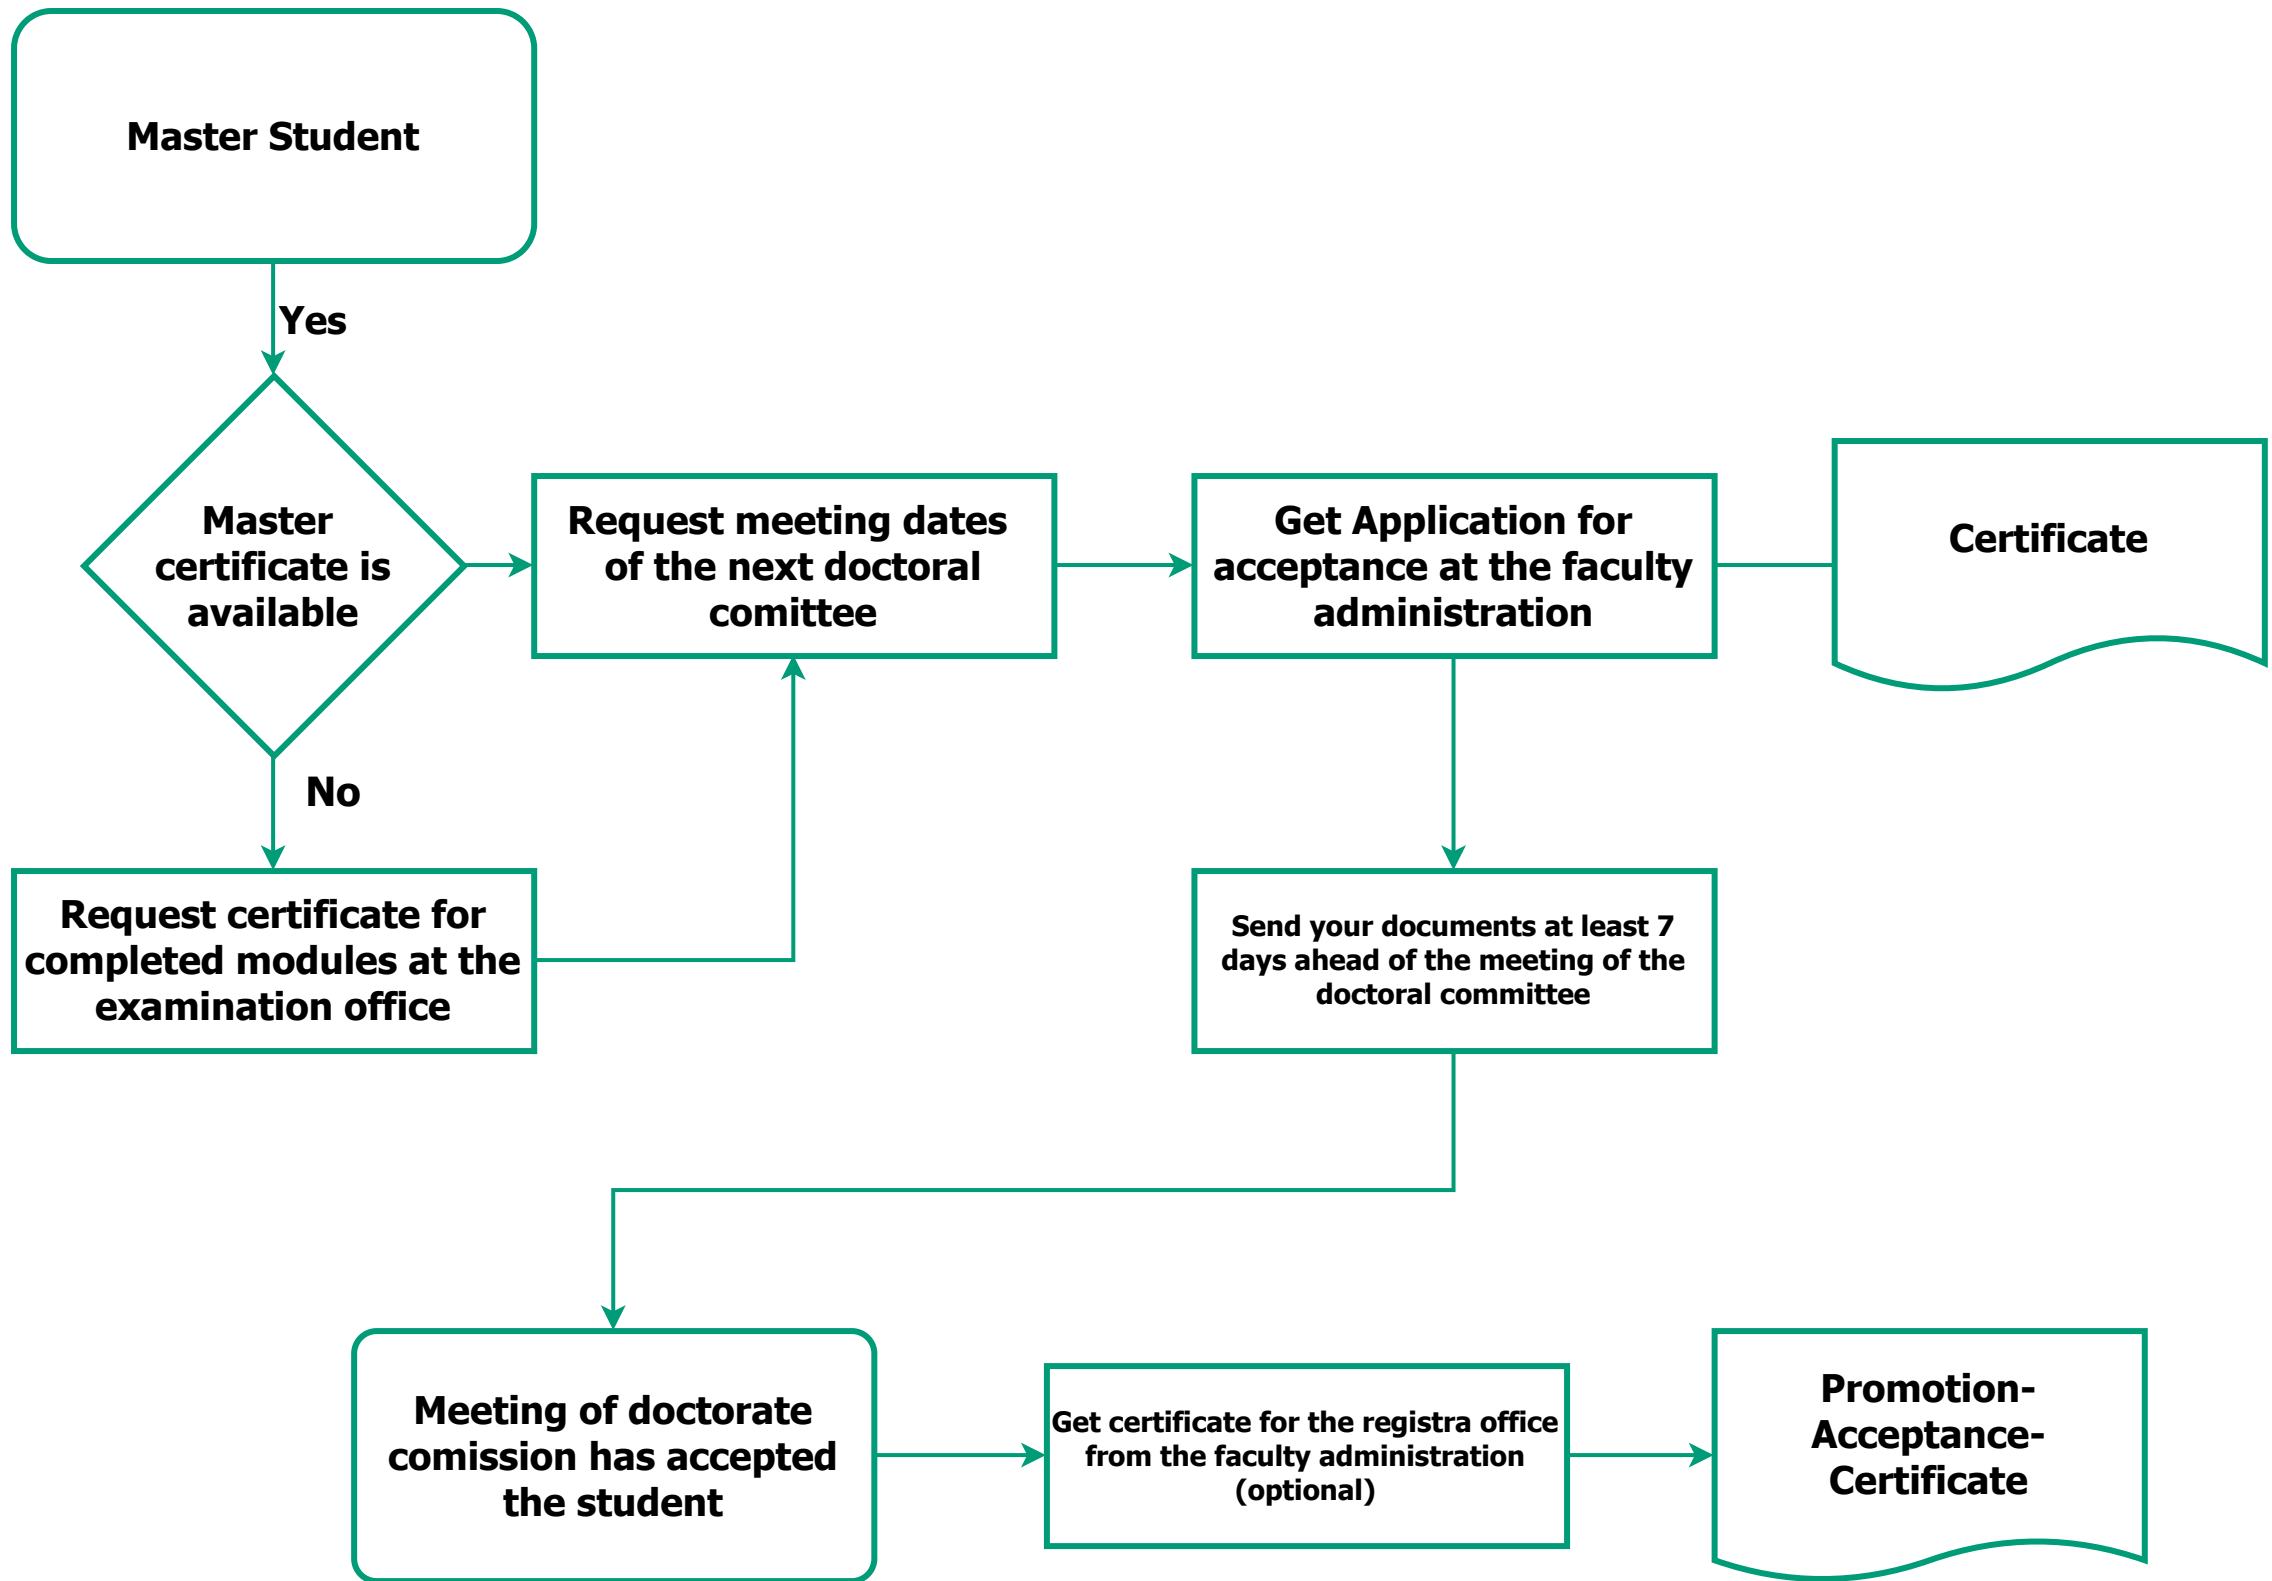 Master Student
Yes
Master
certificate is
available
Request meeting dates
of the next doctoral
comittee
Get Application for
acceptance at the faculty
administration
Certificate
No
Request certificate for
completed modules at the
examination office
Send your documents at least 7
days ahead of the meeting of the
doctoral committee
Meeting of doctorate
comission has accepted
the student
Get certificate for the registra office
from the faculty administration
(optional)
Promotion-
Acceptance-
Certificate